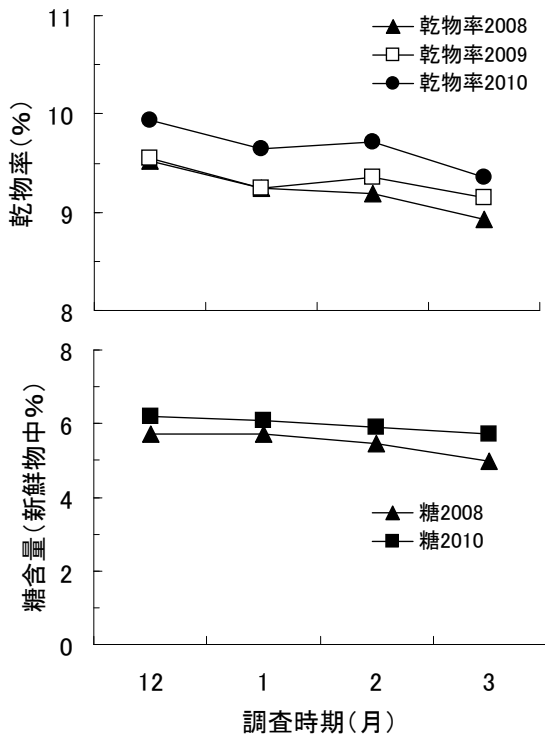 11
10
9
8
乾物率(%)
乾物率2008
乾物率2009
乾物率2010
8
6
4
2
0
糖含量(新鮮物中%)
糖2008
糖2010
12 1 2 3
調査時期(月)